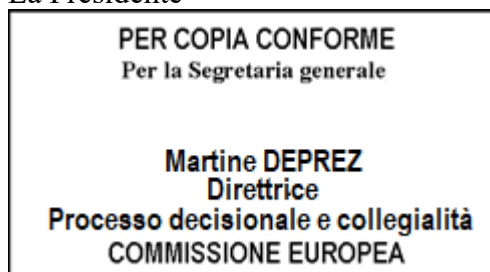 La Presidente
PER COPIA CONFORME
Per la Segretaria generale
Martine DEPREZ
Direttrice
Processo decisionale e collegialità
COMMISSIONE EUROPEA